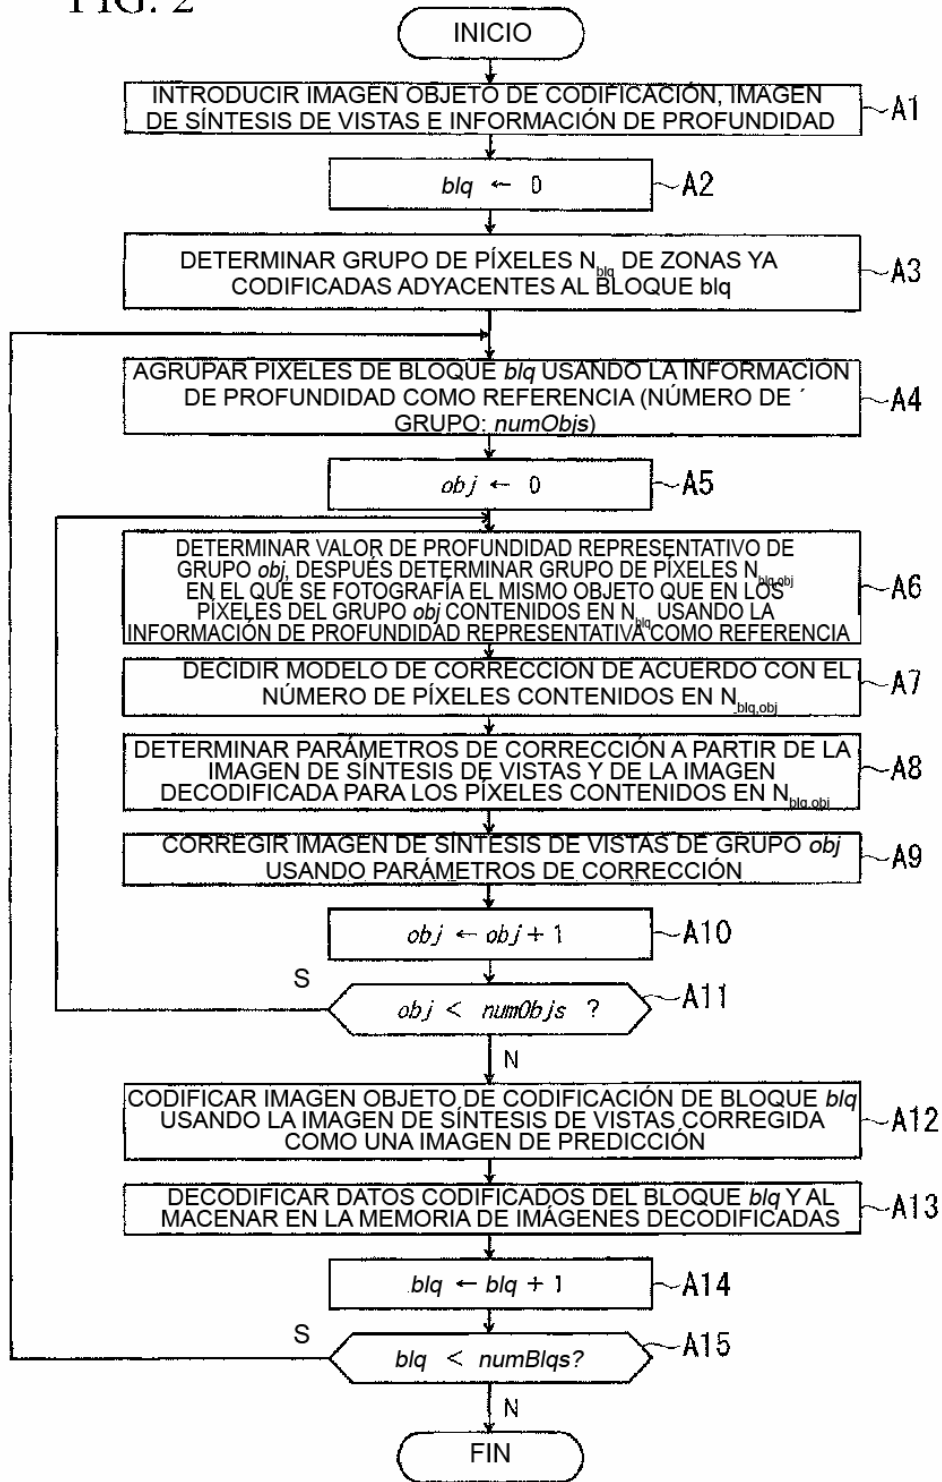 FIG. 2
INICIO
INTRODUCIR IMAGEN OBJETO DE CODIFICACIÓN, IMAGEN
DE SÍNTESIS DE VISTAS E INFORMACIÓN DE PROFUNDIDAD
A1
blq ← 0
A2
DETERMINAR GRUPO DE PÍXELES N_blq DE ZONAS YA
CODIFICADAS ADYACENTES AL BLOQUE blq
A3
AGRUPAR PIXELES DE BLOQUE blq USANDO LA INFORMACION
DE PROFUNDIDAD COMO REFERENCIA (NÚMERO DE ´
GRUPO: numObjs)
A4
obj ← 0
A5
DETERMINAR VALOR DE PROFUNDIDAD REPRESENTATIVO DE
GRUPO obj, DESPUÉS DETERMINAR GRUPO DE PÍXELES N_blq,obj
EN EL QUE SE FOTOGRAFÍA EL MISMO OBJETO QUE EN LOS
PÍXELES DEL GRUPO obj CONTENIDOS EN N_blq USANDO LA
INFORMACIÓN DE PROFUNDIDAD REPRESENTATIVA COMO REFERENCIA
A6
DECIDIR MODELO DE CORRECCIÓN DE ACUERDO CON EL
NÚMERO DE PÍXELES CONTENIDOS EN N_blq,obj
A7
DETERMINAR PARÁMETROS DE CORRECCIÓN A PARTIR DE LA
IMAGEN DE SÍNTESIS DE VISTAS Y DE LA IMAGEN
DECODIFICADA PARA LOS PÍXELES CONTENIDOS EN N_blq,obj
A8
CORREGIR IMAGEN DE SÍNTESIS DE VISTAS DE GRUPO obj
USANDO PARÁMETROS DE CORRECCIÓN
A9
obj ← obj + 1
A10
S
obj < numObjs ?
A11
N
CODIFICAR IMAGEN OBJETO DE CODIFICACIÓN DE BLOQUE blq
USANDO LA IMAGEN DE SÍNTESIS DE VISTAS CORREGIDA
COMO UNA IMAGEN DE PREDICCIÓN
A12
DECODIFICAR DATOS CODIFICADOS DEL BLOQUE blq Y AL
MACENAR EN LA MEMORIA DE IMÁGENES DECODIFICADAS
A13
blq ← blq + 1
A14
S
blq < numBlqs?
A15
N
FIN